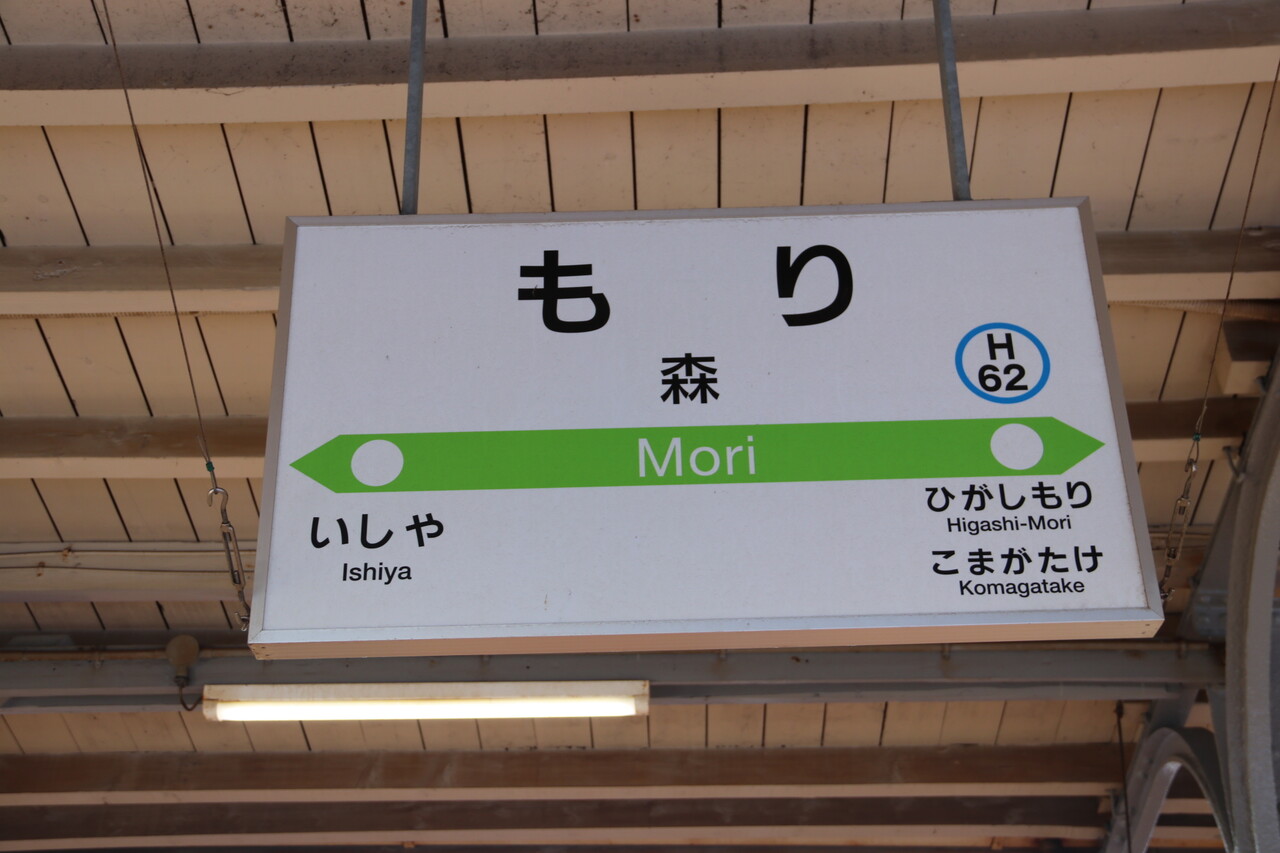 もり
森
H
62
Mori
いしや
Ishiya
ひがしもり
Higashi-Mori
こまがたけ
Komagatake